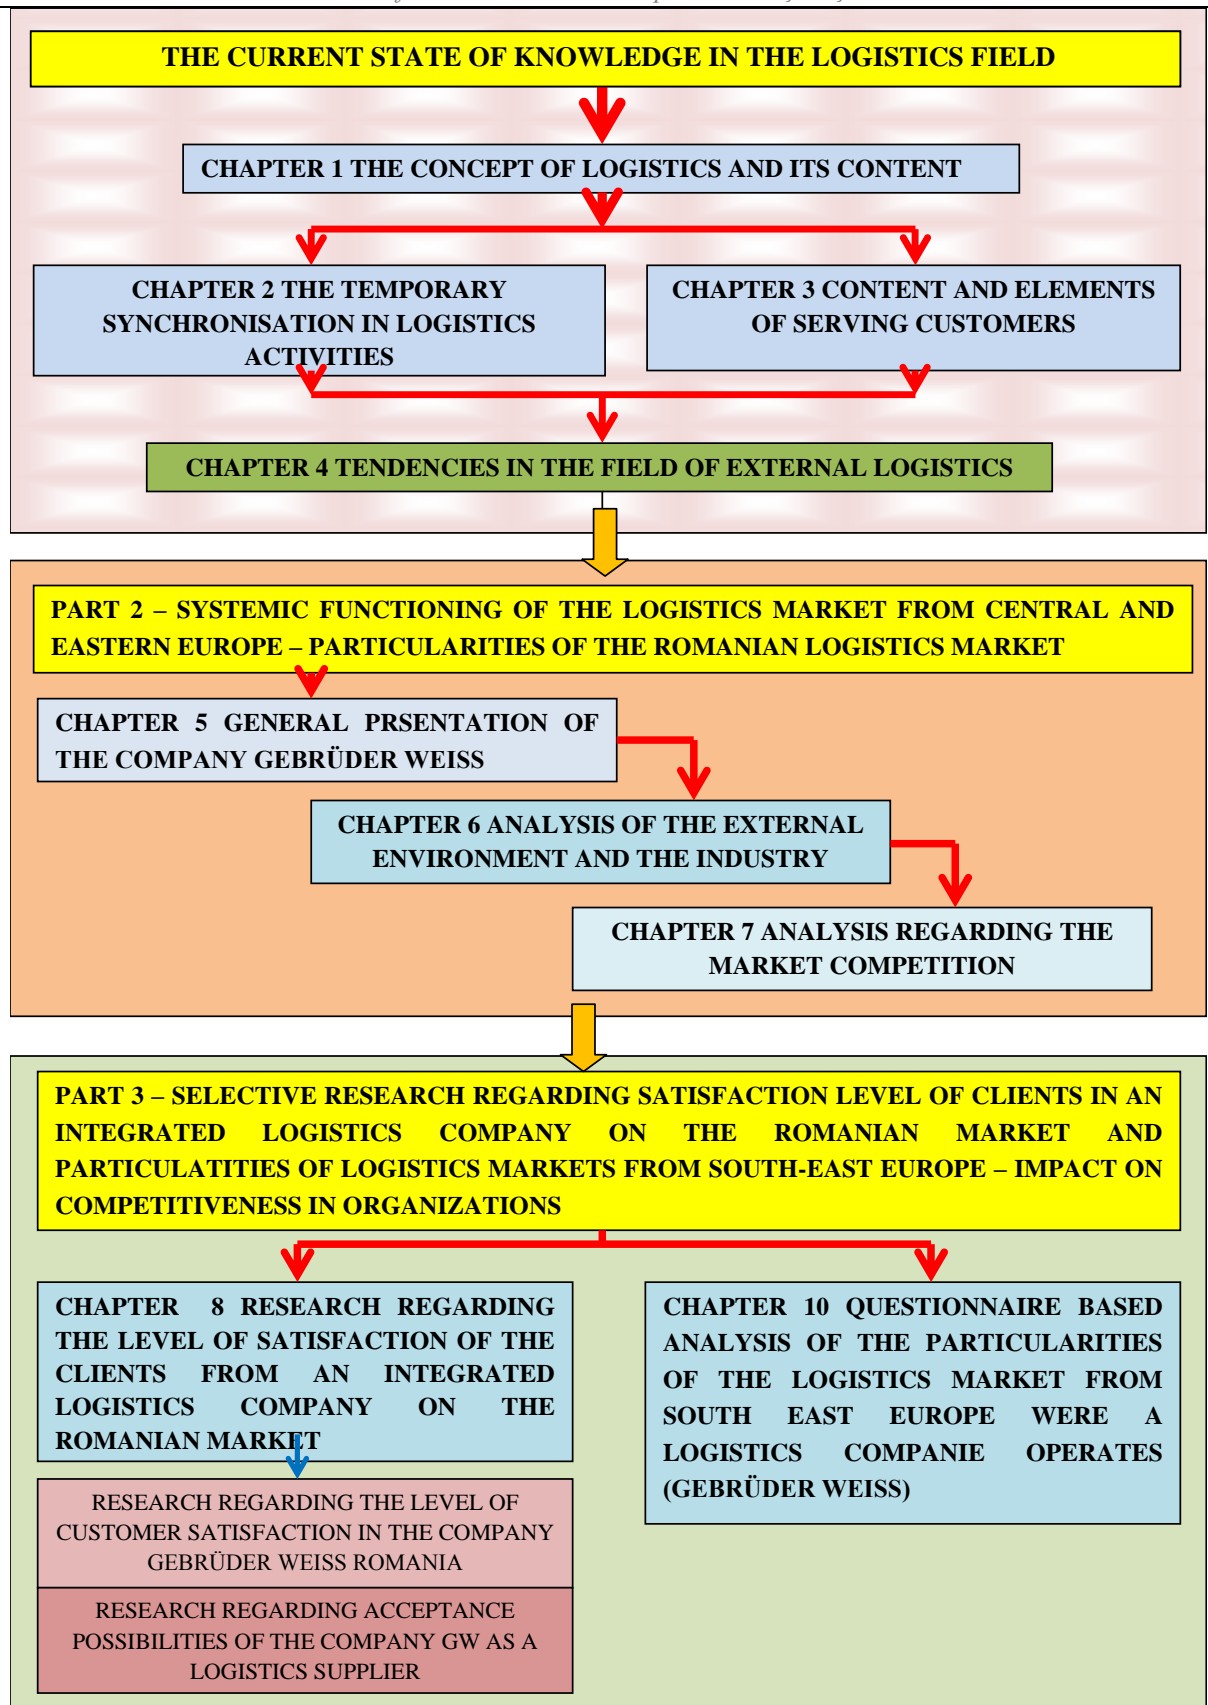 THE CURRENT STATE OF KNOWLEDGE IN THE LOGISTICS FIELD
CHAPTER 1 THE CONCEPT OF LOGISTICS AND ITS CONTENT
CHAPTER 2 THE TEMPORARY
SYNCHRONISATION IN LOGISTICS
ACTIVITIES
CHAPTER 3 CONTENT AND ELEMENTS
OF SERVING CUSTOMERS
CHAPTER 4 TENDENCIES IN THE FIELD OF EXTERNAL LOGISTICS
PART 2 – SYSTEMIC FUNCTIONING OF THE LOGISTICS MARKET FROM CENTRAL AND
EASTERN EUROPE – PARTICULARITIES OF THE ROMANIAN LOGISTICS MARKET
CHAPTER 5 GENERAL PRSENTATION OF
THE COMPANY GEBRÜDER WEISS
CHAPTER 6 ANALYSIS OF THE EXTERNAL
ENVIRONMENT AND THE INDUSTRY
CHAPTER 7 ANALYSIS REGARDING THE
MARKET COMPETITION
PART 3 – SELECTIVE RESEARCH REGARDING SATISFACTION LEVEL OF CLIENTS IN AN
INTEGRATED LOGISTICS COMPANY ON THE ROMANIAN MARKET AND
PARTICULATITIES OF LOGISTICS MARKETS FROM SOUTH-EAST EUROPE – IMPACT ON
COMPETITIVENESS IN ORGANIZATIONS
CHAPTER 8 RESEARCH REGARDING
THE LEVEL OF SATISFACTION OF THE
CLIENTS FROM AN INTEGRATED
LOGISTICS COMPANY ON THE
ROMANIAN MARKET
CHAPTER 10 QUESTIONNAIRE BASED
ANALYSIS OF THE PARTICULARITIES
OF THE LOGISTICS MARKET FROM
SOUTH EAST EUROPE WERE A
LOGISTICS COMPANIE OPERATES
(GEBRÜDER WEISS)
RESEARCH REGARDING THE LEVEL OF
CUSTOMER SATISFACTION IN THE COMPANY
GEBRÜDER WEISS ROMANIA
RESEARCH REGARDING ACCEPTANCE
POSSIBILITIES OF THE COMPANY GW AS A
LOGISTICS SUPPLIER